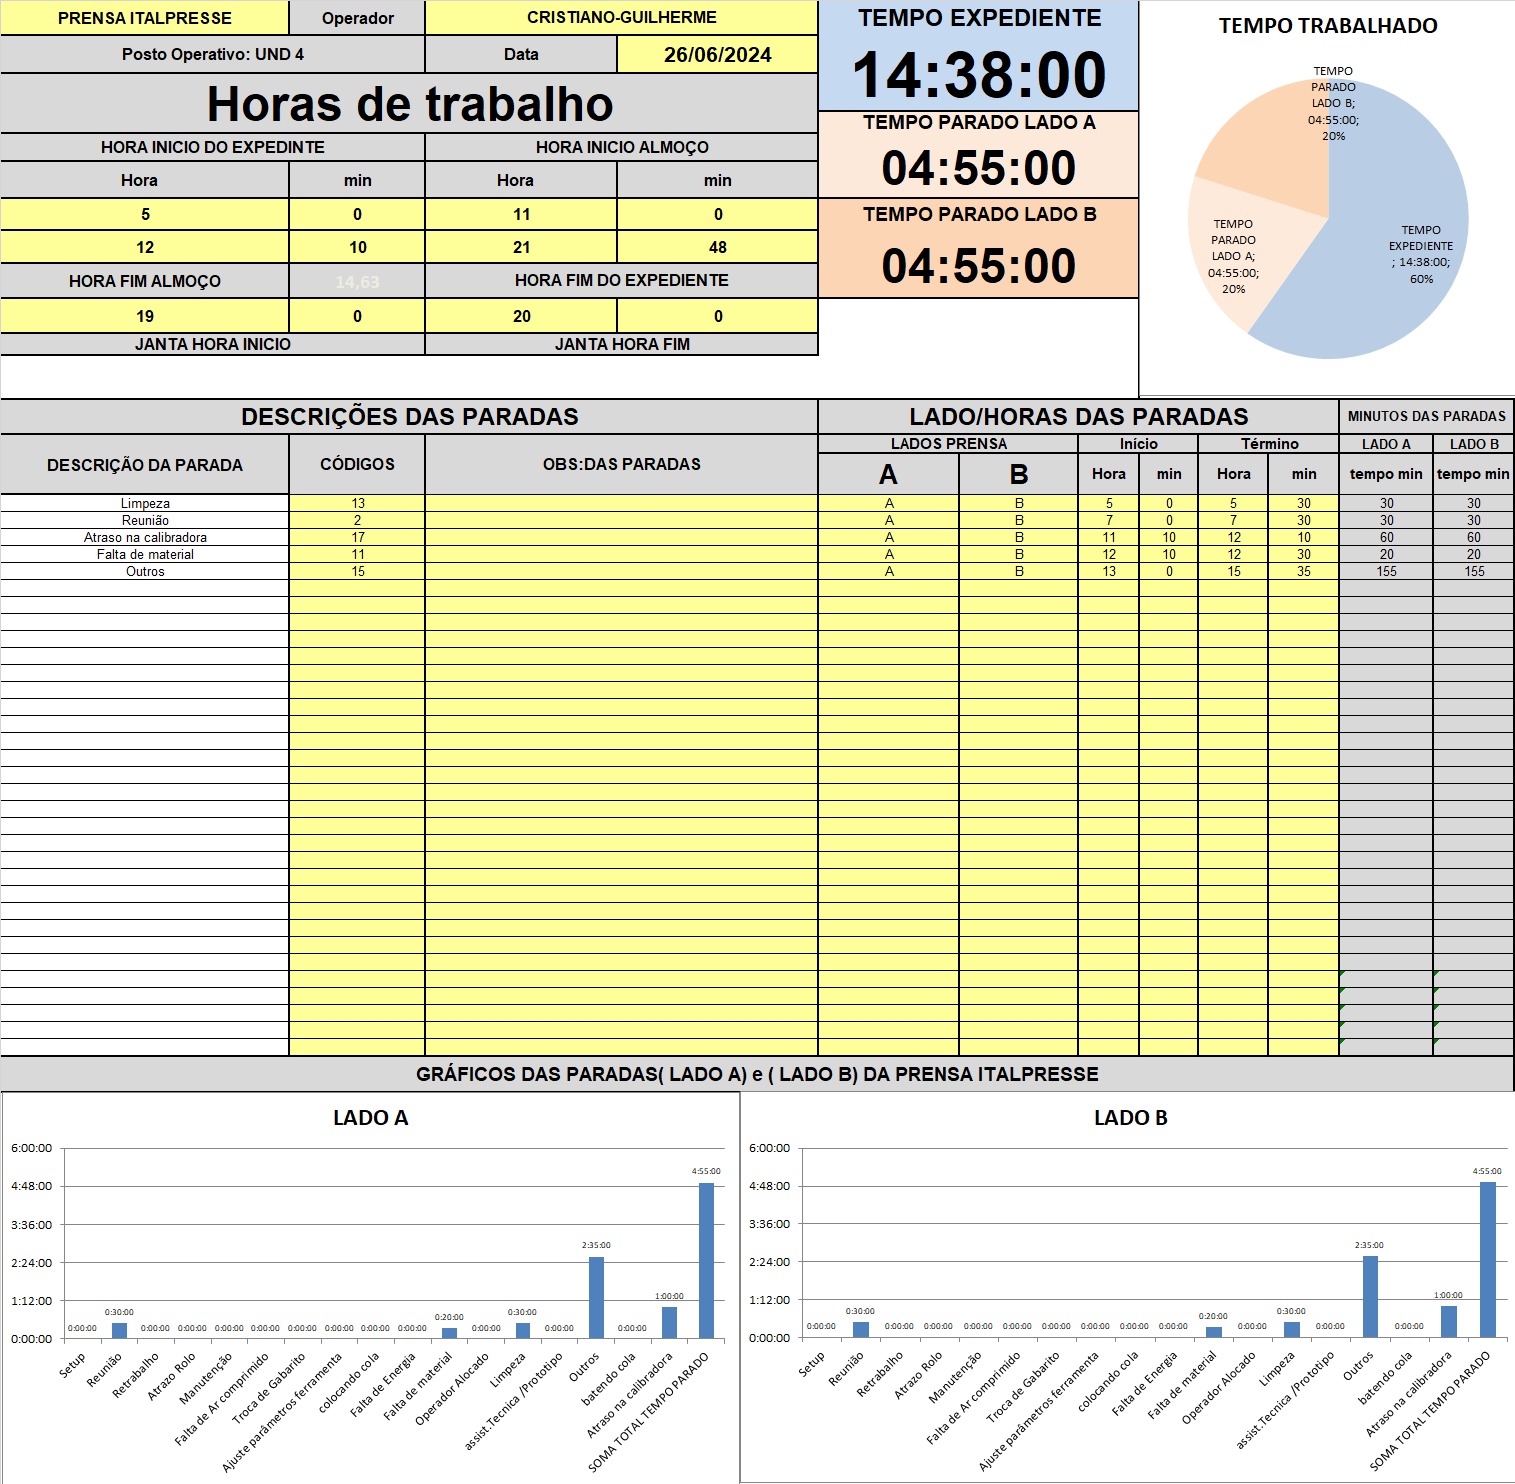 PRENSA ITALPRESSE Operador CRISTIANO-GUILHERME
Posto Operativo: UND 4 Data 26/06/2024
Horas de trabalho
HORA INICIO DO EXPEDINTE HORA INICIO ALMOÇO
Hora min Hora min
5 0 11 0
12 10 21 48
HORA FIM ALMOÇO 14,63 HORA FIM DO EXPEDIENTE
19 0 20 0
JANTA HORA INICIO JANTA HORA FIM
TEMPO EXPEDIENTE
14:38:00
TEMPO PARADO LADO A
04:55:00
TEMPO PARADO LADO B
04:55:00
TEMPO TRABALHADO
TEMPO
PARADO
LADO B;
04:55:00;
20%
TEMPO
PARADO
LADO A;
04:55:00;
20%
TEMPO
EXPEDIENTE
; 14:38:00;
60%
DESCRIÇÕES DAS PARADAS LADO/HORAS DAS PARADAS MINUTOS DAS PARADAS
DESCRIÇÃO DA PARADA CÓDIGOS OBS:DAS PARADAS
LADOS PRENSA Início Término LADO A LADO B
A B Hora min Hora min tempo min tempo min
Limpeza 13 A B 5 0 5 30 30 30
Reunião 2 A B 7 0 7 30 30 30
Atraso na calibradora 17 A B 11 10 12 10 60 60
Falta de material 11 A B 12 10 12 30 20 20
Outros 15 A B 13 0 15 35 155 155
GRÁFICOS DAS PARADAS( LADO A) e ( LADO B) DA PRENSA ITALPRESSE
LADO A
6:00:00
4:48:00
3:36:00
2:24:00
1:12:00
0:00:00
0:00:00 0:30:00 0:00:00 0:00:00 0:00:00 0:00:00 0:00:00 0:00:00 0:00:00 0:00:00 0:20:00 0:00:00 0:30:00 0:00:00 2:35:00 0:00:00 1:00:00 4:55:00
Setup
Reunião
Retrabalho
Atrazo Rolo
Manutenção
Falta de Ar comprimido
Troca de Gabarito
Ajuste parâmetros ferramenta
colocando cola
Falta de Energia
Falta de material
Operador Alocado
Limpeza
assist.Tecnica /Prototipo
Outros
batendo cola
Atraso na calibradora
SOMA TOTAL TEMPO PARADO
LADO B
6:00:00
4:48:00
3:36:00
2:24:00
1:12:00
0:00:00
0:00:00 0:30:00 0:00:00 0:00:00 0:00:00 0:00:00 0:00:00 0:00:00 0:00:00 0:00:00 0:20:00 0:00:00 0:30:00 0:00:00 2:35:00 0:00:00 1:00:00 4:55:00
Setup
Reunião
Retrabalho
Atrazo Rolo
Manutenção
Falta de Ar comprimido
Troca de Gabarito
Ajuste parâmetros ferramenta
colocando cola
Falta de Energia
Falta de material
Operador Alocado
Limpeza
assist.Tecnica /Prototipo
Outros
batendo cola
Atraso na calibradora
SOMA TOTAL TEMPO PARADO